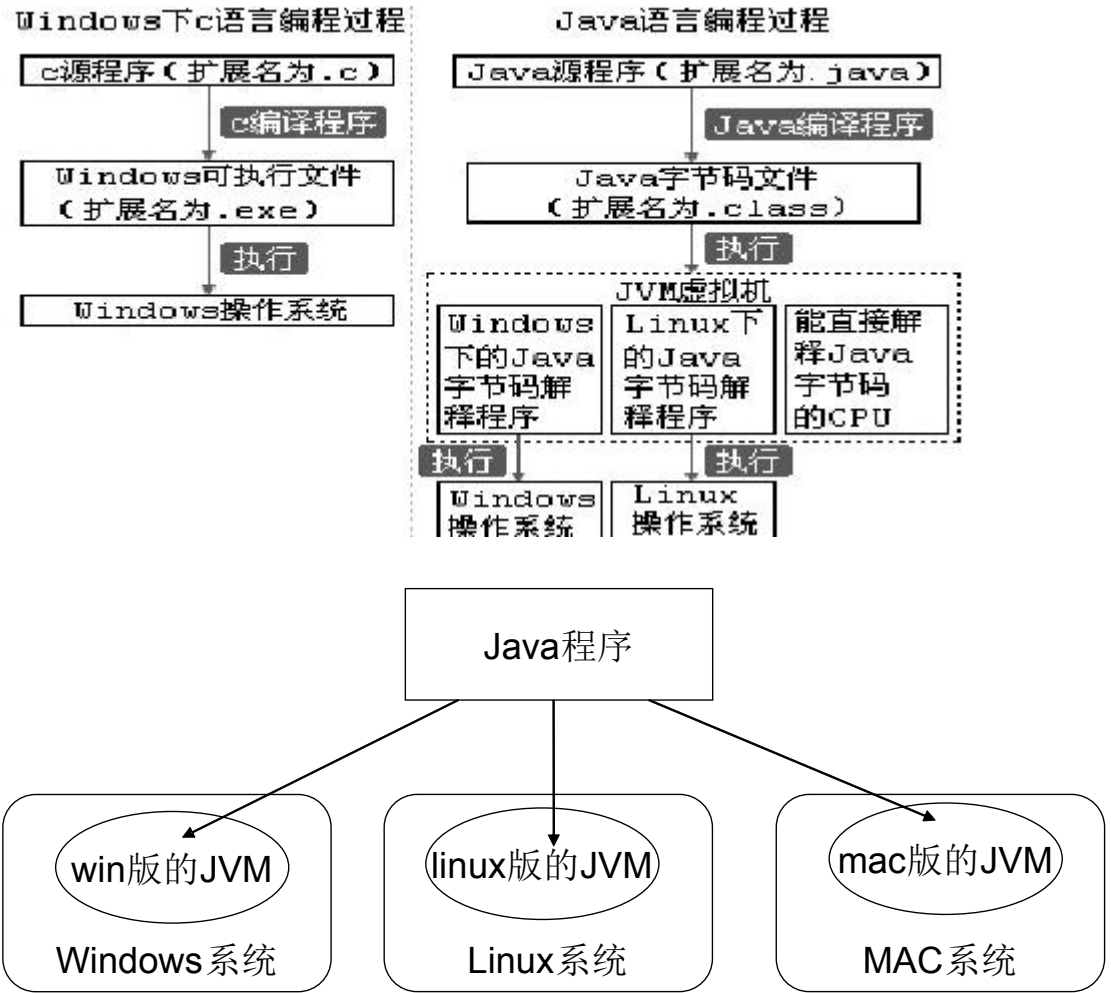 Windows下c语言编程过程
c源程序(扩展名为.c)
c编译程序
Windows可执行文件
(扩展名为.exe)
执行
Windows操作系统
Java语言编程过程
Java源程序(扩展名为.java)
Java编译程序
Java字节码文件
(扩展名为.class)
执行
JVM虚拟机
Windows
下的Java
字节码解
释程序
Linux下
的Java
字节码解
释程序
能直接解
释Java
字节码
的CPU
执行
执行
Windows
操作系统
Linux
操作系统
Java程序
win版的JVM
Windows系统
linux版的JVM
Linux系统
mac版的JVM
MAC系统